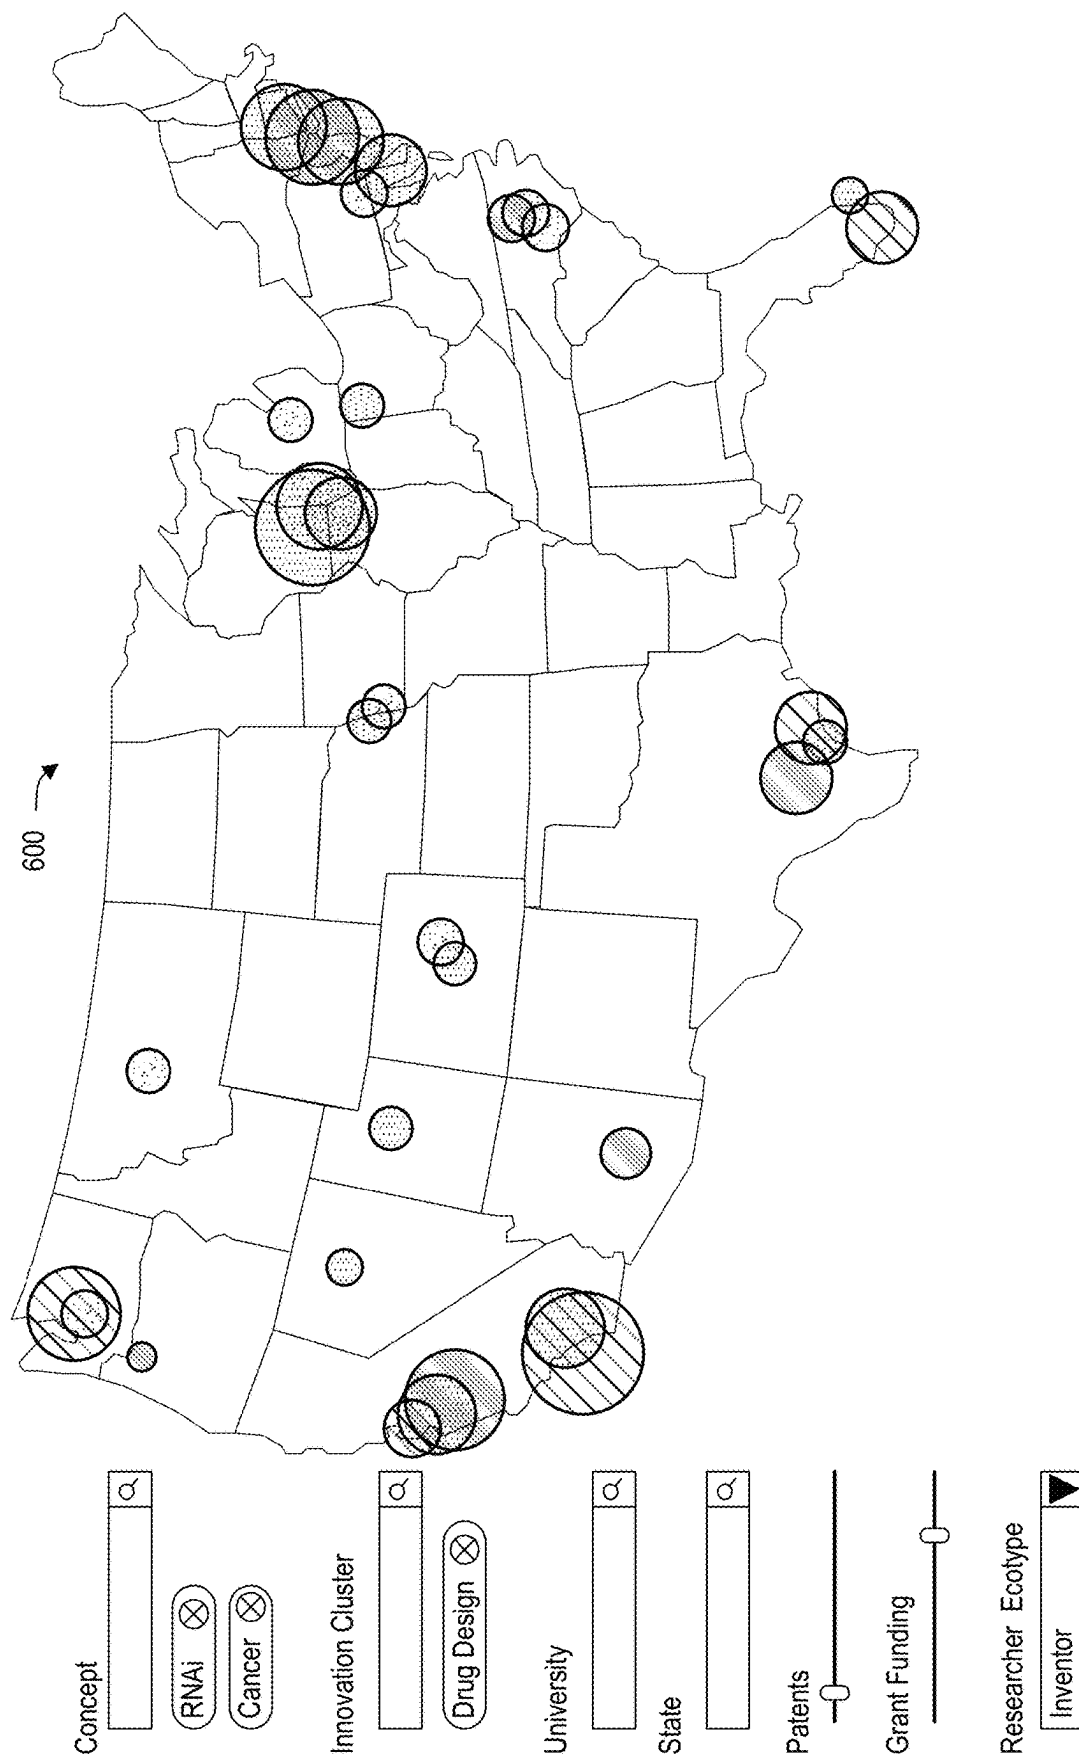 600
Concept
RNAi
Cancer
Innovation Cluster
Drug Design
University
State
Patents
Grant Funding
Researcher Ecotype
Inventor